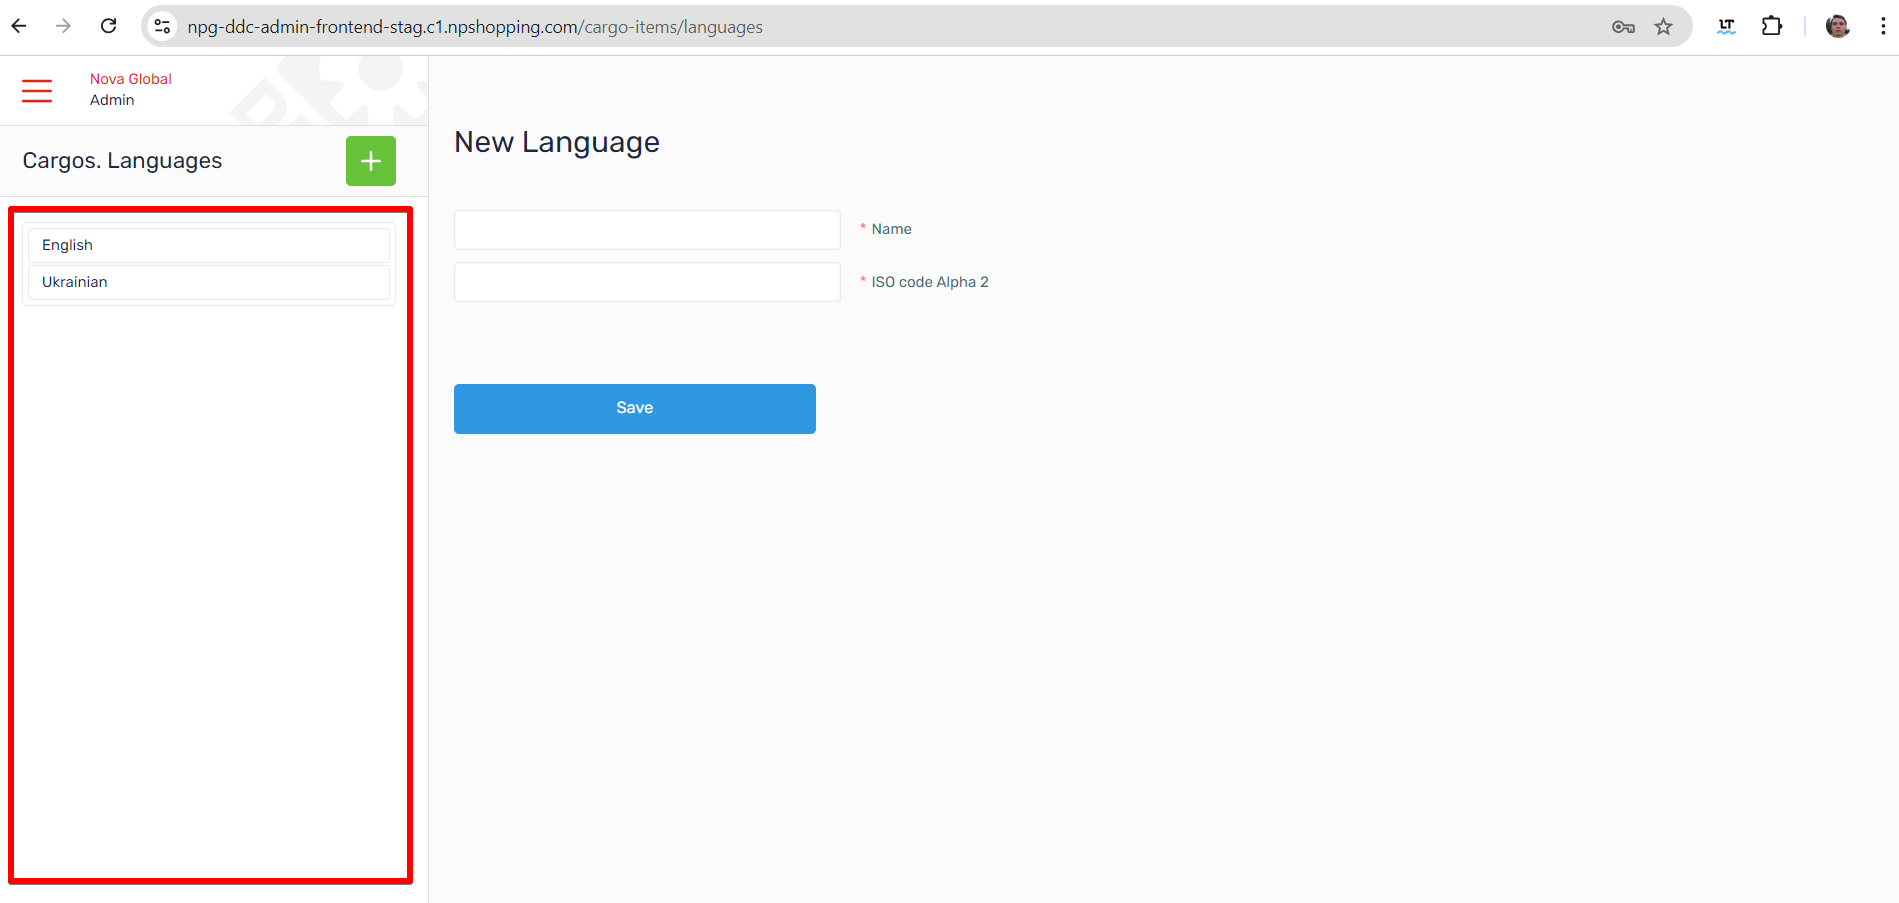 npg-ddc-admin-frontend-stag.c1.npshopping.com/cargo-items/languages
LT
Nova Global
Admin
Cargos. Languages
English
Ukrainian
New Language
* Name
* ISO code Alpha 2
Save